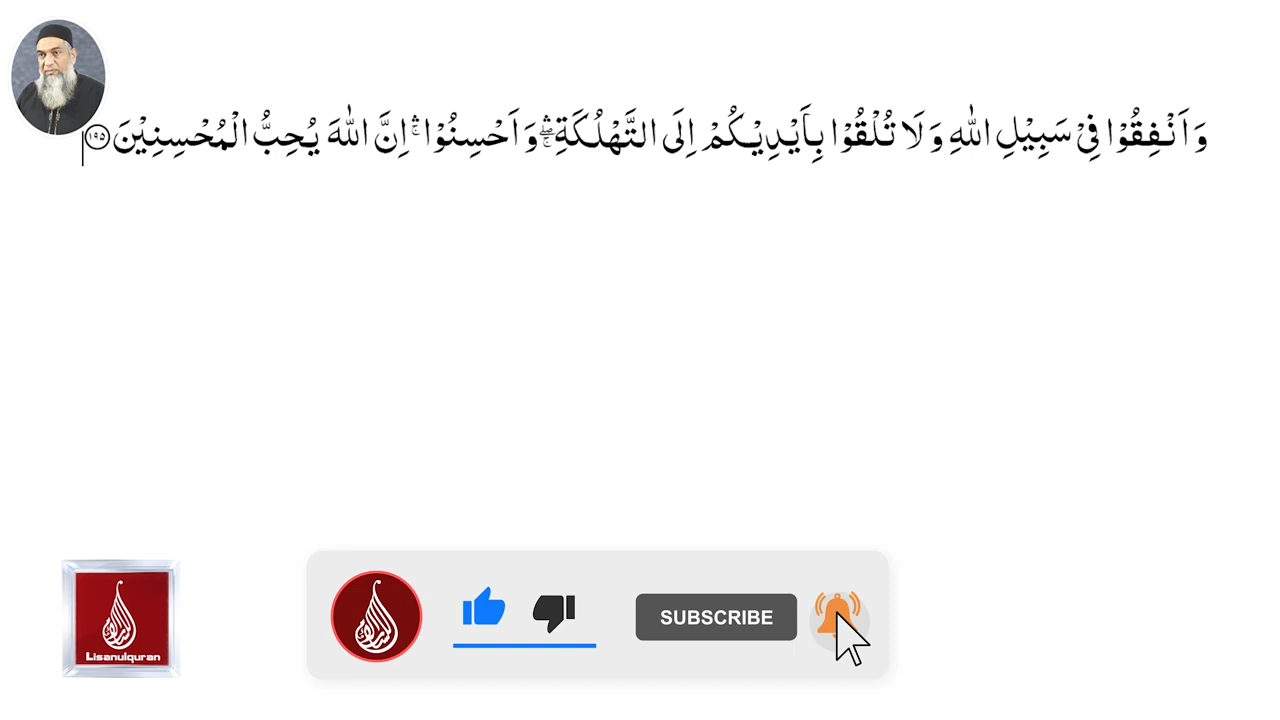 وَ اَنْفِقُوْا فِیْ سَبِیْلِ اللّٰهِ وَ لَا تُلْقُوْا بِاَیْدِیْكُمْ اِلَى التَّهْلُكَةِ ۛۖۚ وَ اَحْسِنُوْا ۛۚ اِنَّ اللّٰهَ یُحِبُّ الْمُحْسِنِیْنَ ۝۱۹۵
Lisanulquran
SUBSCRIBE